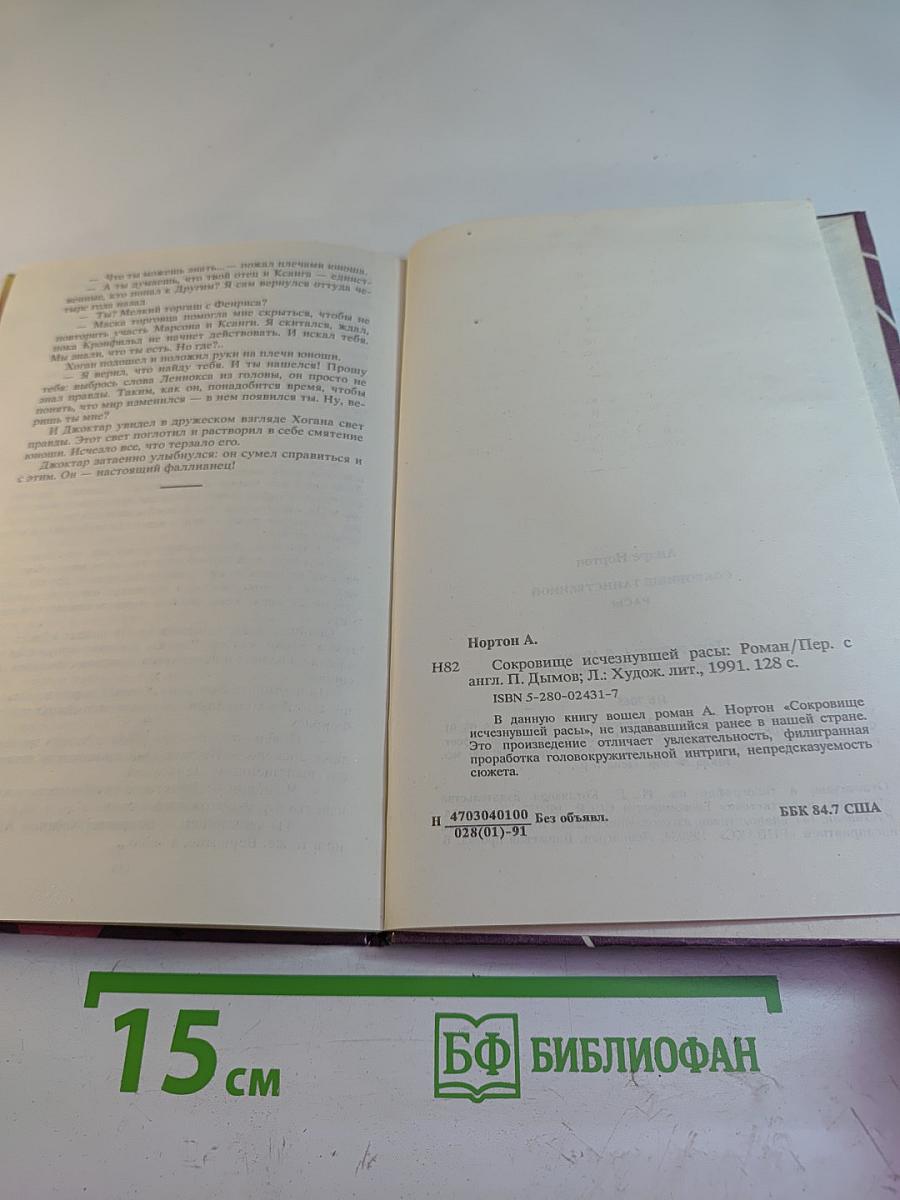 — Что ты можешь знать... — пожал плечами юноша.
— А ты думаешь, что твой отец и Ксанга — единст-
венные, кто попал к Другим? Я сам вернулся оттуда че-
тыре года назад.
— Ты? Мелкий торгаш с Фенриса?
— Маска торговца помогла мне скрыться, чтобы не
повторить участь Марсона и Ксанги. Я скитался, ждал,
пока Кронфильд не начнет действовать. И искал тебя.
Мы знали, что ты есть. Но где?..
Хоган подошел и положил руки на плечи юноши.
— Я верил, что найду тебя. И ты нашелся! Прошу
тебя: выбрось слова Леннокса из головы, он просто не
знал правды. Таким, как он, понадобится время, чтобы
понять, что мир изменился — в нем появился ты. Ну, ве-
ришь ты мне?
И Джоктар увидел в дружеском взгляде Хогана свет
правды. Этот свет поглотил и растворил в себе смятение
юноши. Исчезло все, что терзало его.
Джоктар затаенно улыбнулся: он сумел справиться и
с этим. Он — настоящий фаллианец!
Нортон А.
Н82 Сокровище исчезнувшей расы: Роман/Пер. с
англ. П. Дымов; Л.: Худож. лит., 1991. 128 с.
ISBN 5-280-02431-7
В данную книгу вошел роман А. Нортон «Сокровище
исчезнувшей расы», не издававшийся ранее в нашей стране.
Это произведение отличает увлекательность, филигранная
проработка головокружительной интриги, непредсказуемость
сюжета.
Н 4703040100 Без объявл. ББК 84.7 США
028(01)-91
15 см БФ БИБЛИОФАН